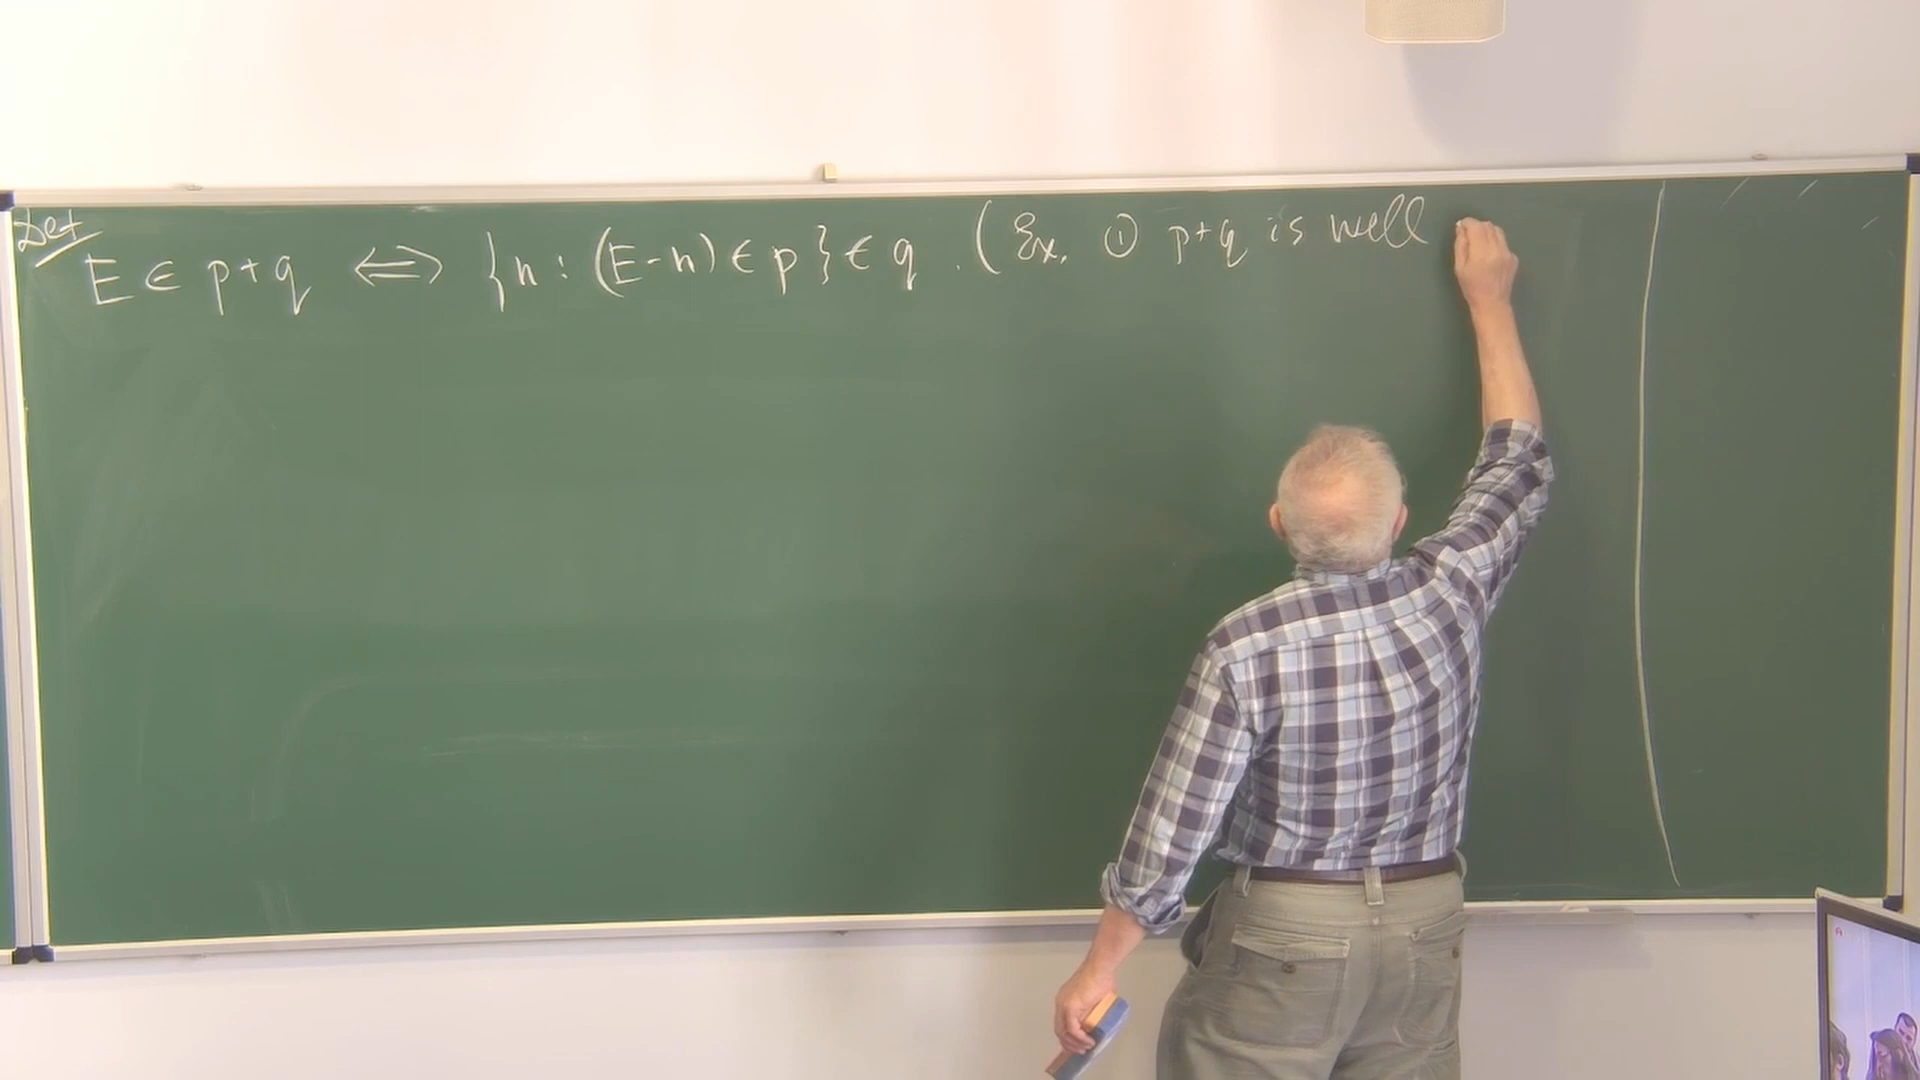 Def
E ∈ p+q ⟺ {n : (E-n) ∈ p} ∈ q . (Ex. ① p+q is well